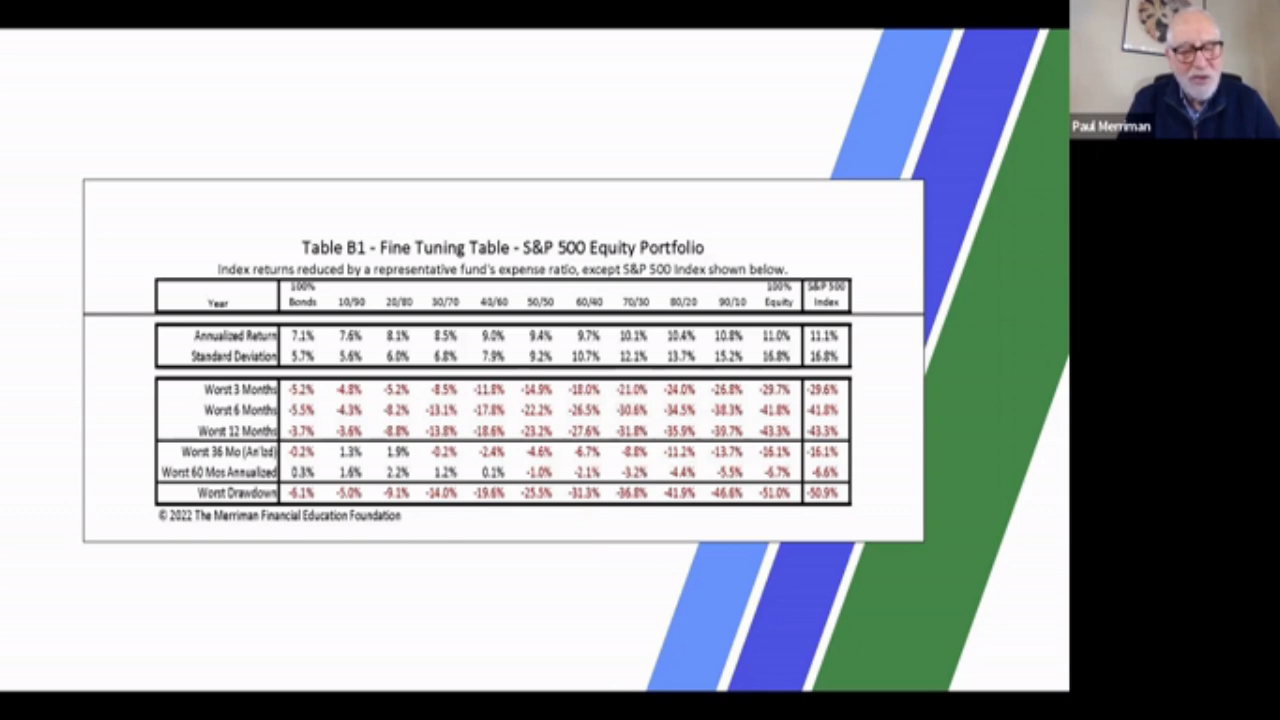 Paul Merriman
Table B1 - Fine Tuning Table - S&P 500 Equity Portfolio
Index returns reduced by a representative fund's expense ratio, except S&P 500 Index shown below.
Year 100% Bonds 10/90 20/80 30/70 40/60 50/50 60/40 70/30 80/20 90/10 100% Equity S&P 500 Index
Annualized Return 7.1% 7.6% 8.1% 8.5% 9.0% 9.4% 9.7% 10.1% 10.4% 10.8% 11.0% 11.1%
Standard Deviation 5.7% 5.6% 6.0% 6.8% 7.9% 9.2% 10.7% 12.1% 13.7% 15.2% 16.8% 16.8%
Worst 3 Months -5.2% -4.8% -5.2% -8.5% -11.8% -14.9% -18.0% -21.0% -24.0% -26.8% -29.7% -29.6%
Worst 6 Months -5.5% -4.3% -8.2% -13.1% -17.8% -22.2% -26.5% -30.6% -34.5% -38.3% -41.8% -41.8%
Worst 12 Months -3.7% -3.6% -8.8% -13.8% -18.6% -23.2% -27.6% -31.8% -35.9% -39.7% -43.3% -43.3%
Worst 36 Mo (An'lzd) -0.2% 1.3% 1.9% -0.2% -2.4% -4.6% -6.7% -8.8% -11.2% -13.7% -16.1% -16.1%
Worst 60 Mos Annualized 0.3% 1.6% 2.2% 1.2% 0.1% -1.0% -2.1% -3.2% -4.4% -5.5% -6.7% -6.6%
Worst Drawdown -6.1% -5.0% -9.1% -14.0% -19.6% -25.5% -31.3% -36.8% -41.9% -46.6% -51.0% -50.9%
© 2022 The Merriman Financial Education Foundation